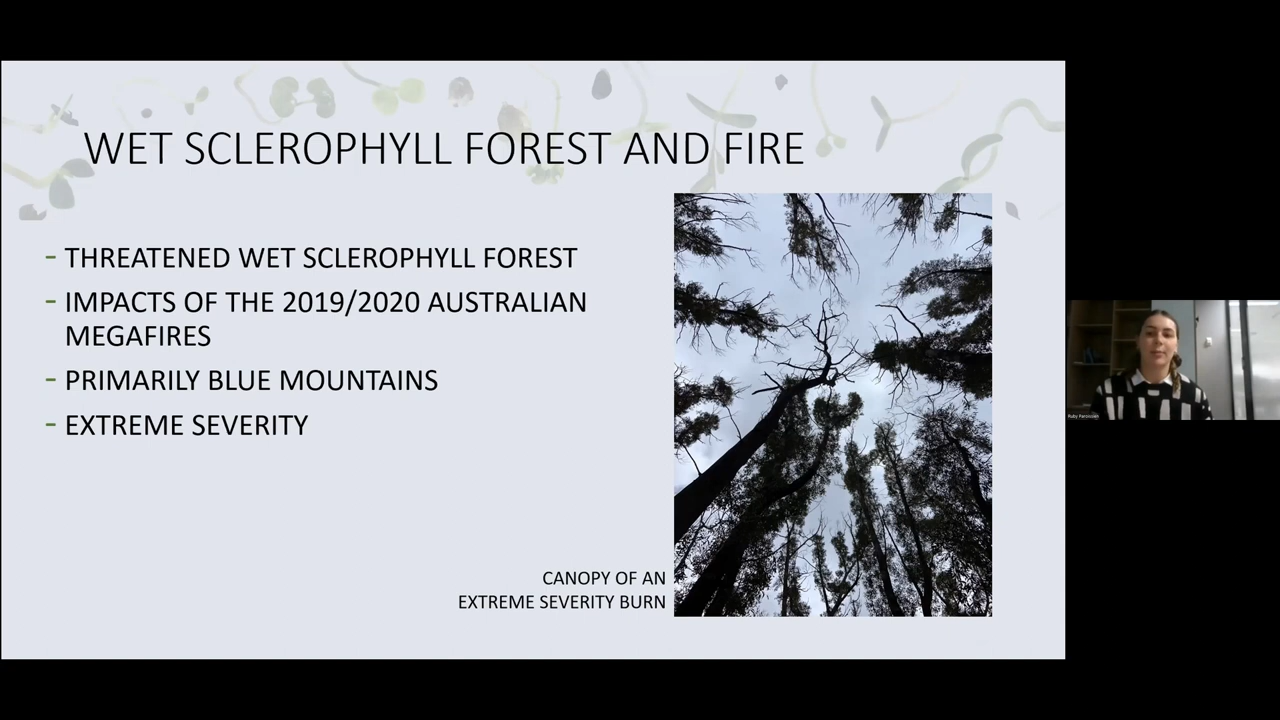 WET SCLEROPHYLL FOREST AND FIRE
- THREATENED WET SCLEROPHYLL FOREST
- IMPACTS OF THE 2019/2020 AUSTRALIAN
MEGAFIRES
- PRIMARILY BLUE MOUNTAINS
- EXTREME SEVERITY
CANOPY OF AN
EXTREME SEVERITY BURN
Ruby